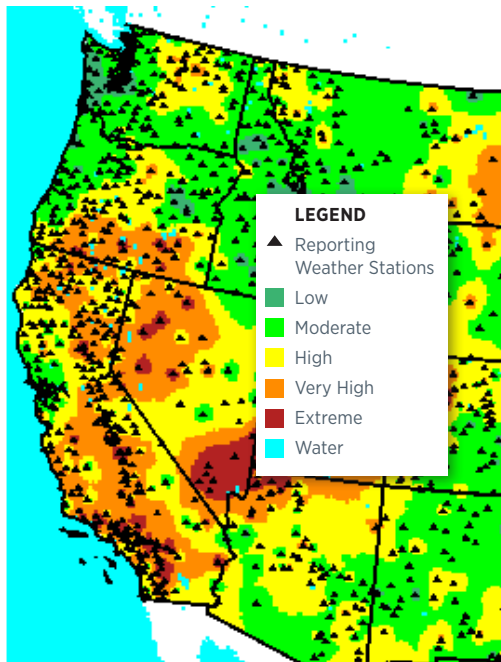 LEGEND
Reporting
Weather Stations
Low
Moderate
High
Very High
Extreme
Water